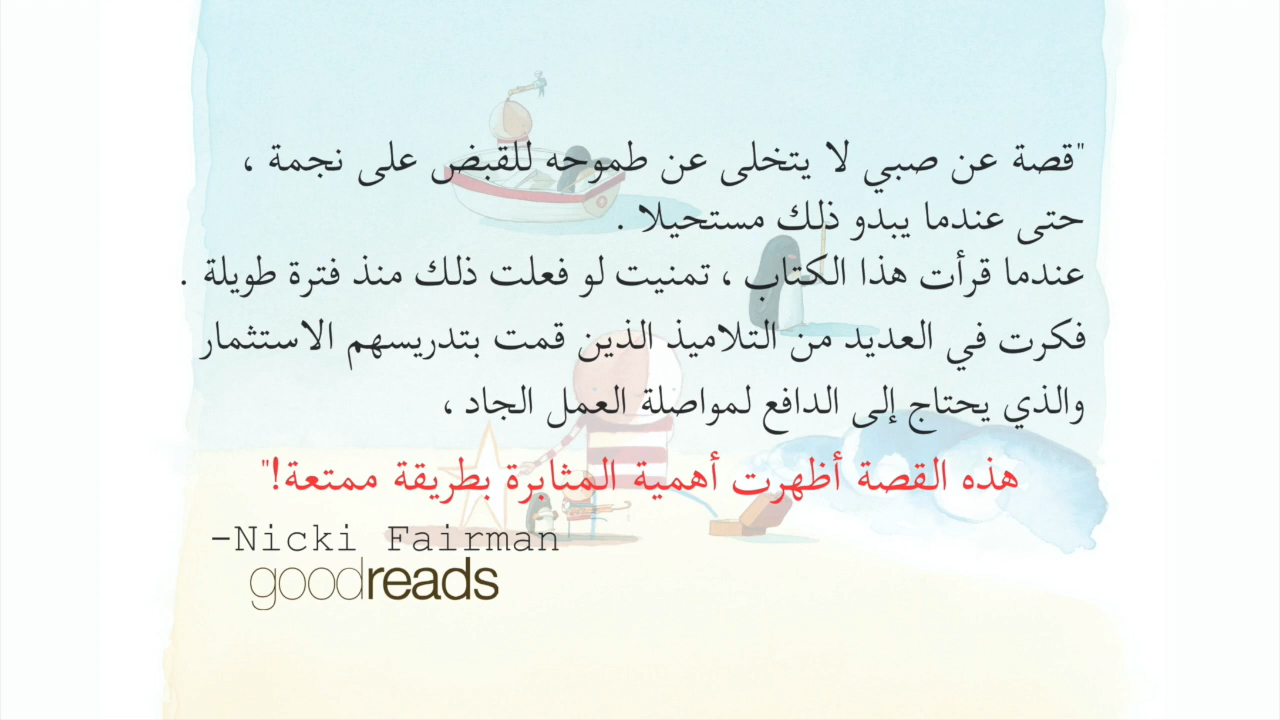 "قصة عن صبي لا يتخلى عن طموحه للقبض على نجمة ،
حتى عندما يبدو ذلك مستحيلا .
عندما قرأت هذا الكتاب ، تمنيت لو فعلت ذلك منذ فترة طويلة .
فكرت في العديد من التلاميذ الذين قمت بتدريسهم الاستثمار
والذي يحتاج إلى الدافع لمواصلة العمل الجاد ،
هذه القصة أظهرت أهمية المثابرة بطريقة ممتعة!"
-Nicki Fairman
goodreads